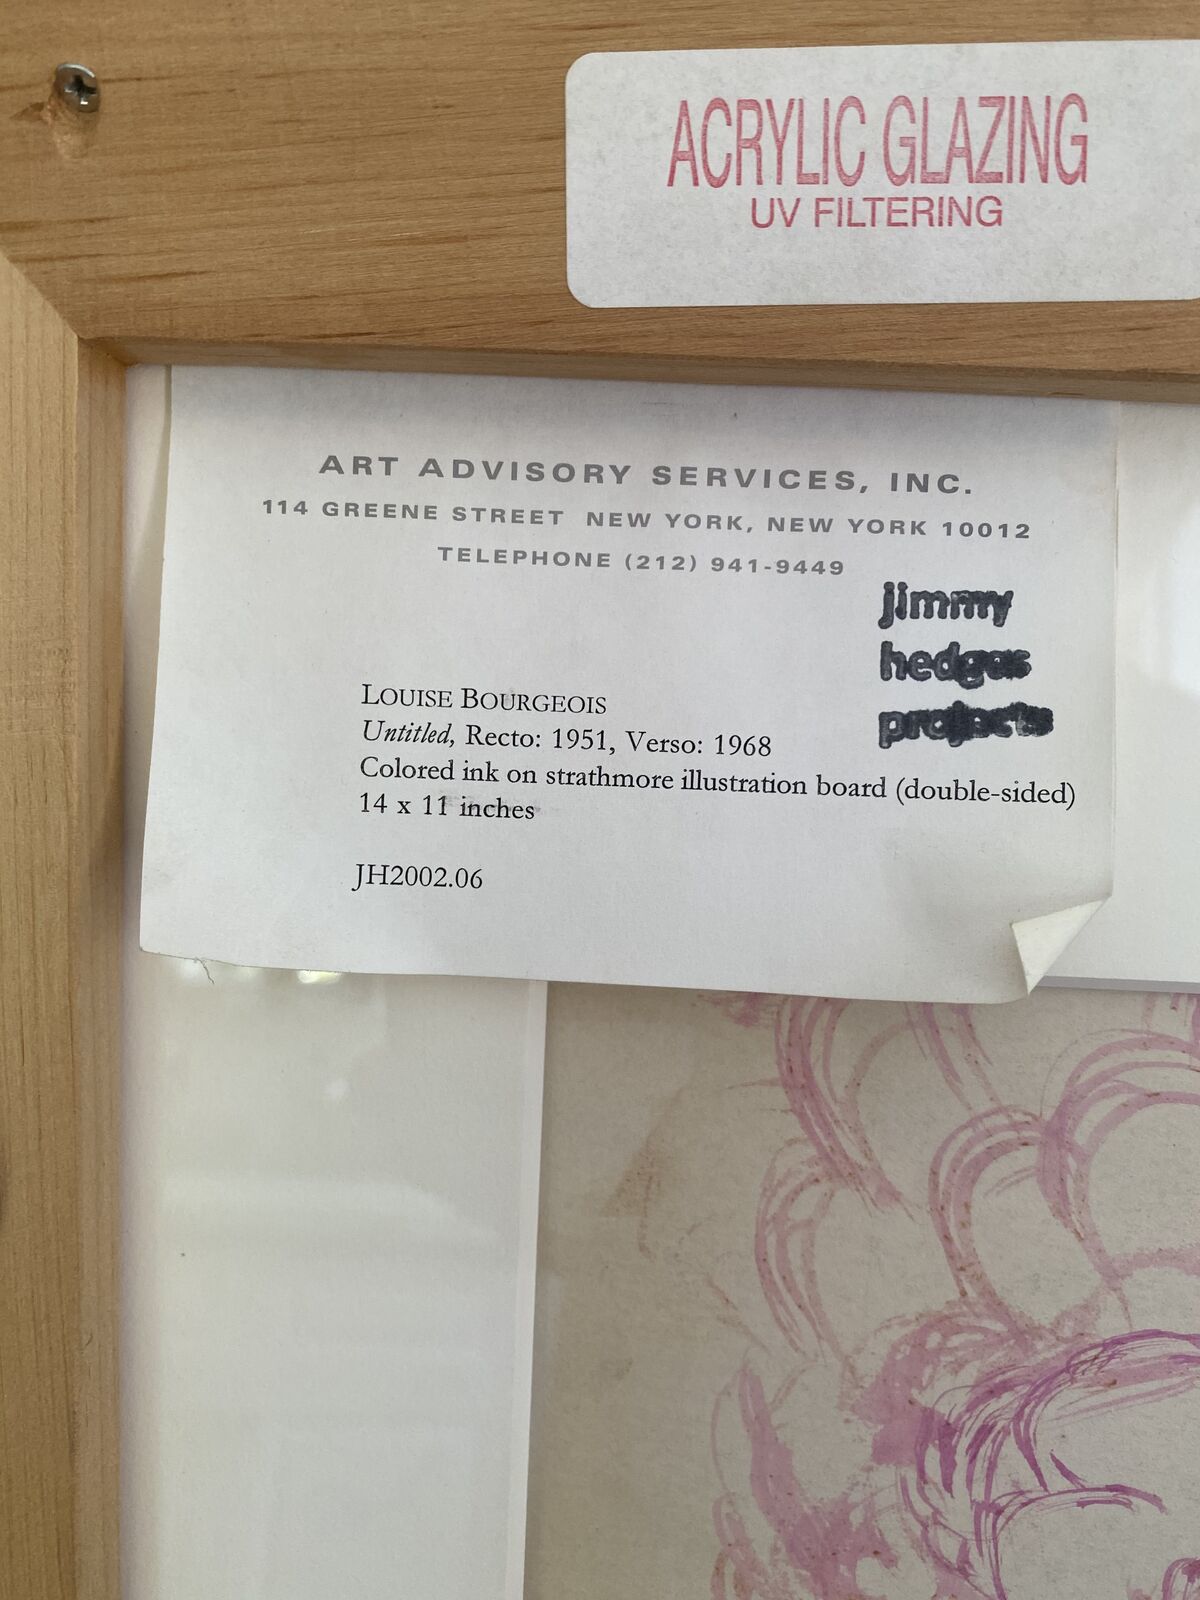 ACRYLIC GLAZING
UV FILTERING
ART ADVISORY SERVICES, INC.
114 GREENE STREET NEW YORK, NEW YORK 10012
TELEPHONE (212) 941-9449
jimmy
hedges
projects
LOUISE BOURGEOIS
Untitled, Recto: 1951, Verso: 1968
Colored ink on strathmore illustration board (double-sided)
14 x 11 inches
JH2002.06